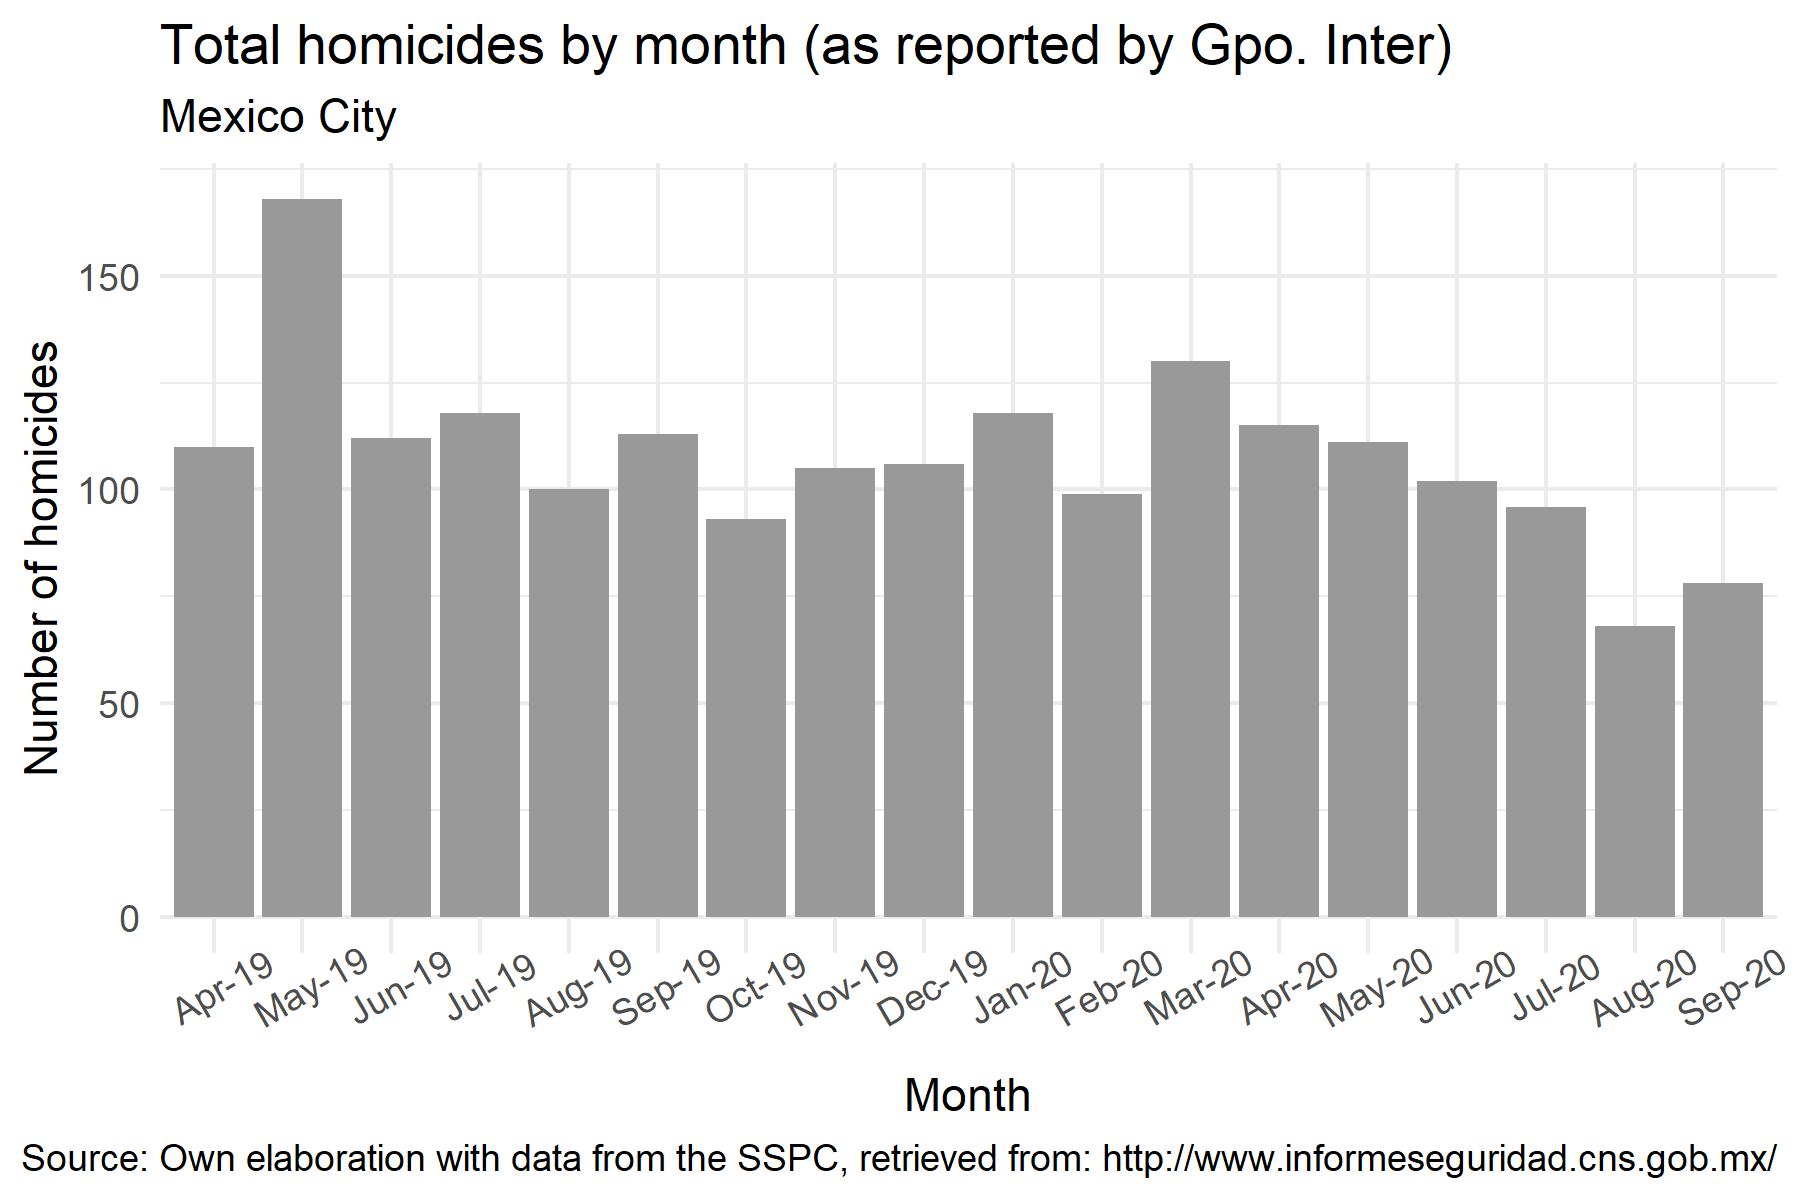 Total homicides by month (as reported by Gpo. Inter)
Mexico City
Number of homicides
150
100
50
0
Apr-19
May-19
Jun-19
Jul-19
Aug-19
Sep-19
Oct-19
Nov-19
Dec-19
Jan-20
Feb-20
Mar-20
Apr-20
May-20
Jun-20
Jul-20
Aug-20
Sep-20
Month
Source: Own elaboration with data from the SSPC, retrieved from: http://www.informeseguridad.cns.gob.mx/